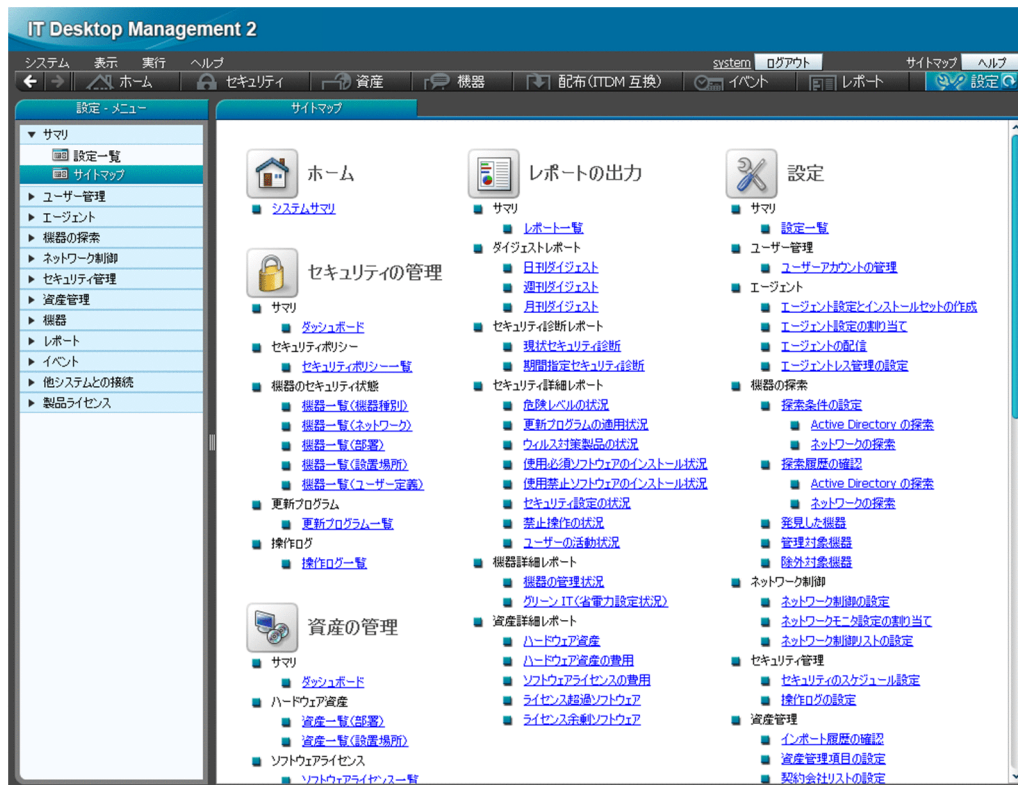 IT Desktop Management 2
システム 表示 実行 ヘルプ
system ログアウト サイトマップ ヘルプ
ホーム セキュリティ 資産 機器 配布(ITDM 互換) イベント レポート 設定
設定 - メニュー
サマリ
設定一覧
サイトマップ
ユーザー管理
エージェント
機器の探索
ネットワーク制御
セキュリティ管理
資産管理
機器
レポート
イベント
他システムとの接続
製品ライセンス
サイトマップ
ホーム
システムサマリ
セキュリティの管理
サマリ
ダッシュボード
セキュリティポリシー
セキュリティポリシー一覧
機器のセキュリティ状態
機器一覧(機器種別)
機器一覧(ネットワーク)
機器一覧(部署)
機器一覧(設置場所)
機器一覧(ユーザー定義)
更新プログラム
更新プログラム一覧
操作ログ
操作ログ一覧
資産の管理
サマリ
ダッシュボード
ハードウェア資産
資産一覧(部署)
資産一覧(設置場所)
ソフトウェアライセンス
ソフトウェアライセンス一覧
レポートの出力
サマリ
レポート一覧
ダイジェストレポート
日刊ダイジェスト
週刊ダイジェスト
月刊ダイジェスト
セキュリティ診断レポート
現状セキュリティ診断
期間指定セキュリティ診断
セキュリティ詳細レポート
危険レベルの状況
更新プログラムの適用状況
ウィルス対策製品の状況
使用必須ソフトウェアのインストール状況
使用禁止ソフトウェアのインストール状況
セキュリティ設定の状況
禁止操作の状況
ユーザーの活動状況
機器詳細レポート
機器の管理状況
グリーン IT(省電力設定状況)
資産詳細レポート
ハードウェア資産
ハードウェア資産の費用
ソフトウェアライセンスの費用
ライセンス超過ソフトウェア
ライセンス余剰ソフトウェア
設定
サマリ
設定一覧
ユーザー管理
ユーザーアカウントの管理
エージェント
エージェント設定とインストールセットの作成
エージェント設定の割り当て
エージェントの配信
エージェントレス管理の設定
機器の探索
探索条件の設定
Active Directory の探索
ネットワークの探索
探索履歴の確認
Active Directory の探索
ネットワークの探索
発見した機器
管理対象機器
除外対象機器
ネットワーク制御
ネットワーク制御の設定
ネットワークモニタ設定の割り当て
ネットワーク制御リストの設定
セキュリティ管理
セキュリティのスケジュール設定
操作ログの設定
資産管理
インポート履歴の確認
資産管理項目の設定
契約会社リストの設定